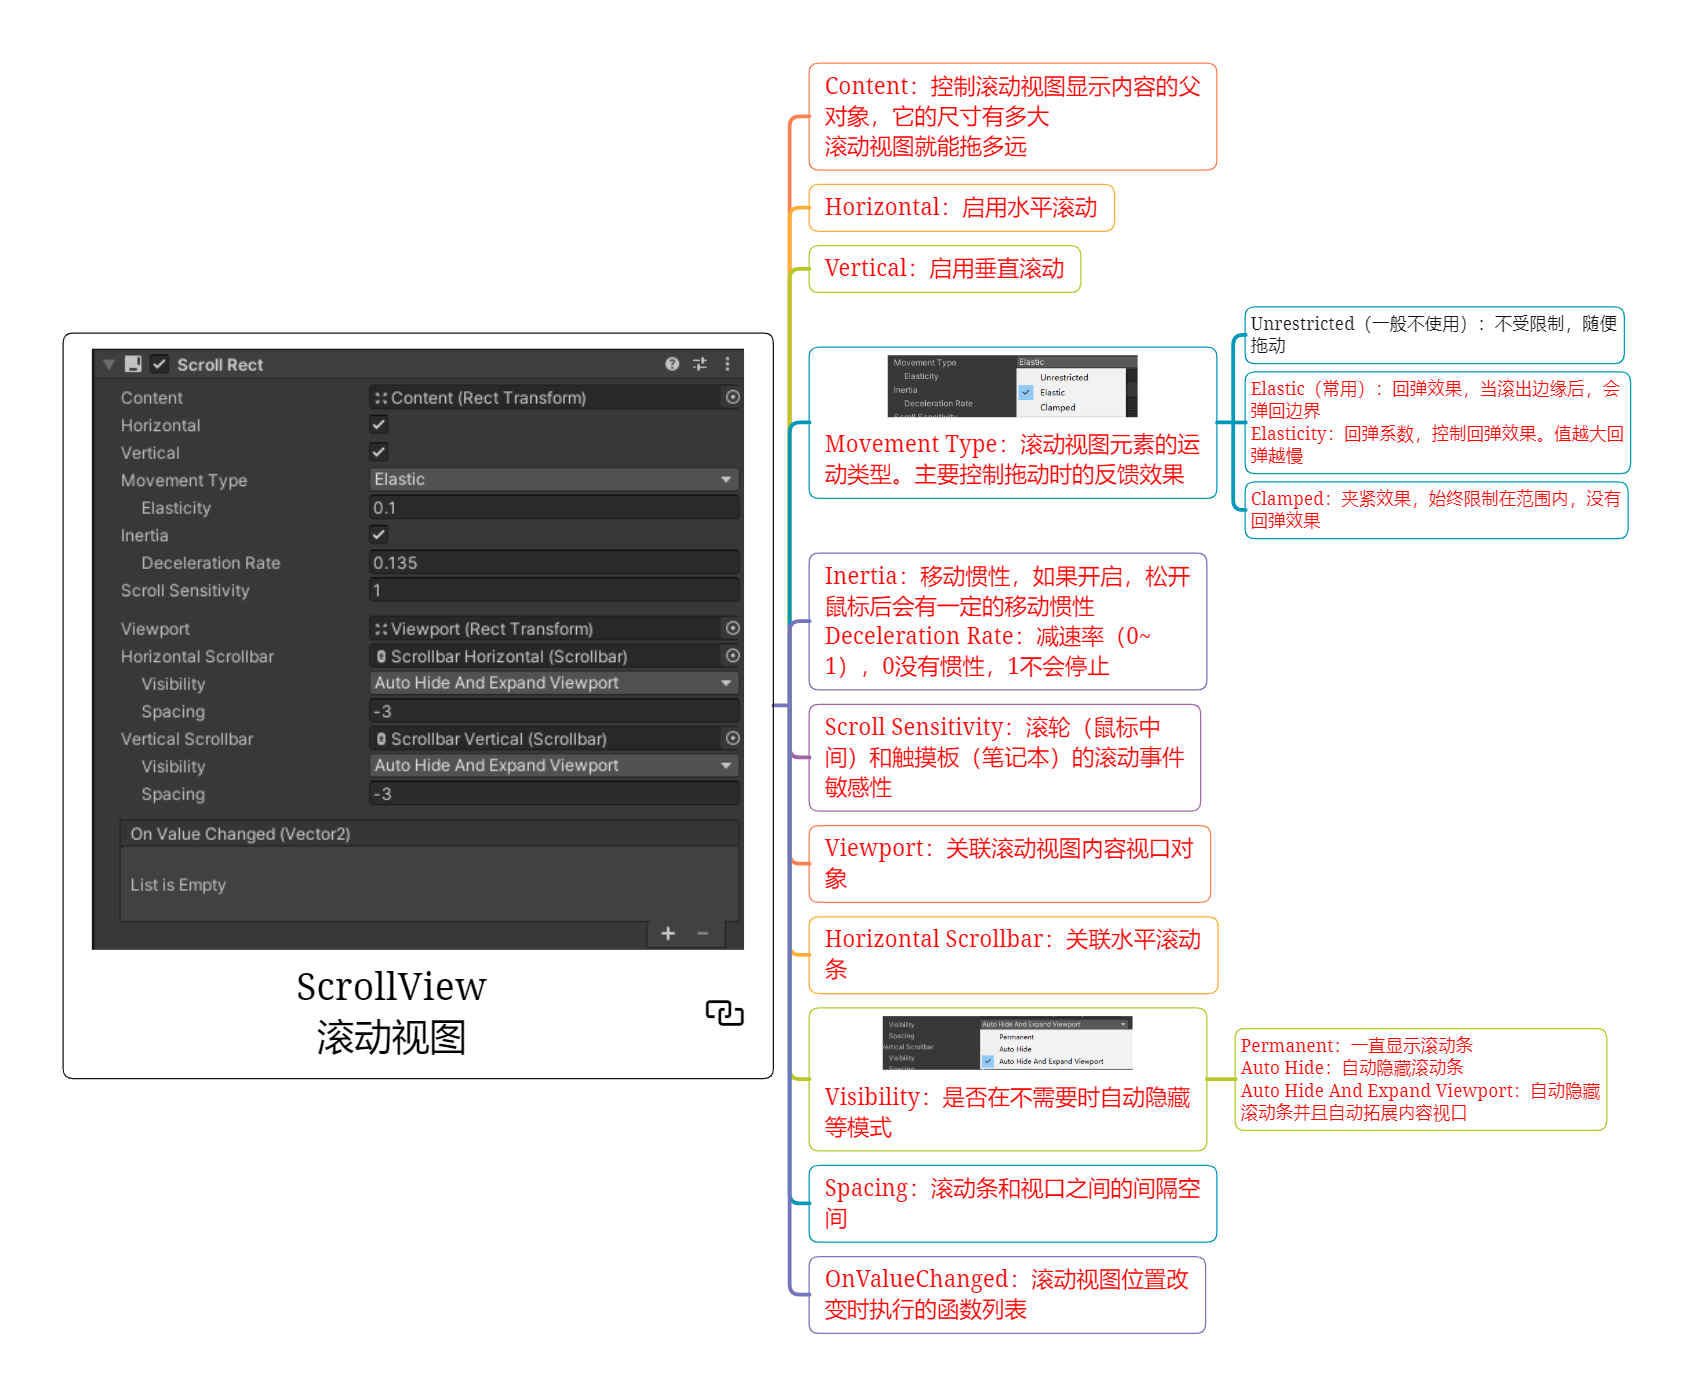 Scroll Rect
Content
Content (Rect Transform)
Horizontal
Vertical
Movement Type
Elastic
Elasticity
0.1
Inertia
Deceleration Rate
0.135
Scroll Sensitivity
1
Viewport
Viewport (Rect Transform)
Horizontal Scrollbar
Scrollbar Horizontal (Scrollbar)
Visibility
Auto Hide And Expand Viewport
Spacing
-3
Vertical Scrollbar
Scrollbar Vertical (Scrollbar)
Visibility
Auto Hide And Expand Viewport
Spacing
-3
On Value Changed (Vector2)
List is Empty
ScrollView
滚动视图
Content：控制滚动视图显示内容的父
对象，它的尺寸有多大
滚动视图就能拖多远
Horizontal：启用水平滚动
Vertical：启用垂直滚动
Movement Type
Elastic
Elasticity
Unrestricted
Inertia
Elastic
Deceleration Rate
Clamped
Scroll Sensitivity
Movement Type：滚动视图元素的运
动类型。主要控制拖动时的反馈效果
Unrestricted（一般不使用）：不受限制，随便
拖动
Elastic（常用）：回弹效果，当滚出边缘后，会
弹回边界
Elasticity：回弹系数，控制回弹效果。值越大回
弹越慢
Clamped：夹紧效果，始终限制在范围内，没有
回弹效果
Inertia：移动惯性，如果开启，松开
鼠标后会有一定的移动惯性
Deceleration Rate：减速率（0~
1），0没有惯性，1不会停止
Scroll Sensitivity：滚轮（鼠标中
间）和触摸板（笔记本）的滚动事件
敏感性
Viewport：关联滚动视图内容视口对
象
Horizontal Scrollbar：关联水平滚动
条
Visibility
Auto Hide And Expand Viewport
Spacing
Permanent
Vertical Scrollbar
Auto Hide
Visibility
Auto Hide And Expand Viewport
Spacing
Visibility：是否在不需要时自动隐藏
等模式
Permanent：一直显示滚动条
Auto Hide：自动隐藏滚动条
Auto Hide And Expand Viewport：自动隐藏
滚动条并且自动拓展内容视口
Spacing：滚动条和视口之间的间隔空
间
OnValueChanged：滚动视图位置改
变时执行的函数列表